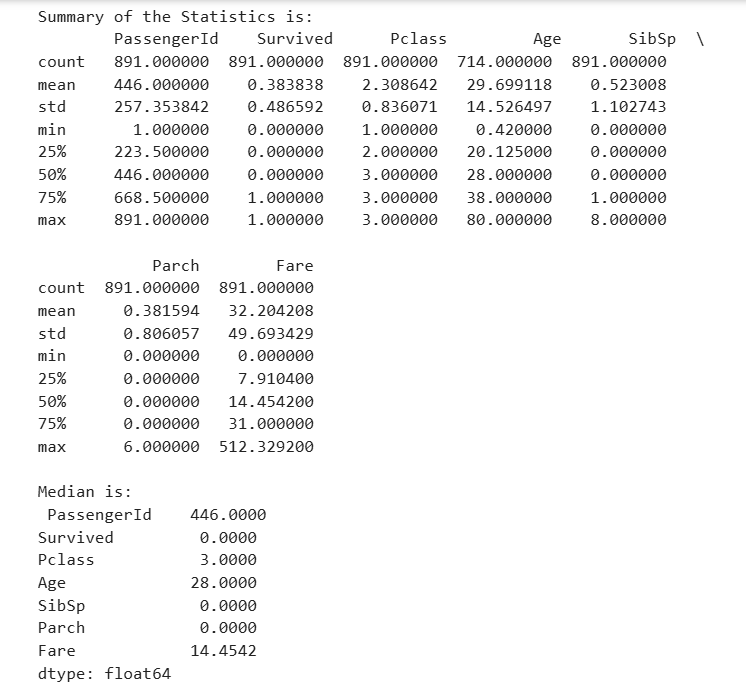 Summary of the Statistics is:
PassengerId Survived Pclass Age SibSp \
count 891.000000 891.000000 891.000000 714.000000 891.000000
mean 446.000000 0.383838 2.308642 29.699118 0.523008
std 257.353842 0.486592 0.836071 14.526497 1.102743
min 1.000000 0.000000 1.000000 0.420000 0.000000
25% 223.500000 0.000000 2.000000 20.125000 0.000000
50% 446.000000 0.000000 3.000000 28.000000 0.000000
75% 668.500000 1.000000 3.000000 38.000000 1.000000
max 891.000000 1.000000 3.000000 80.000000 8.000000
Parch Fare
count 891.000000 891.000000
mean 0.381594 32.204208
std 0.806057 49.693429
min 0.000000 0.000000
25% 0.000000 7.910400
50% 0.000000 14.454200
75% 0.000000 31.000000
max 6.000000 512.329200
Median is:
PassengerId 446.0000
Survived 0.0000
Pclass 3.0000
Age 28.0000
SibSp 0.0000
Parch 0.0000
Fare 14.4542
dtype: float64